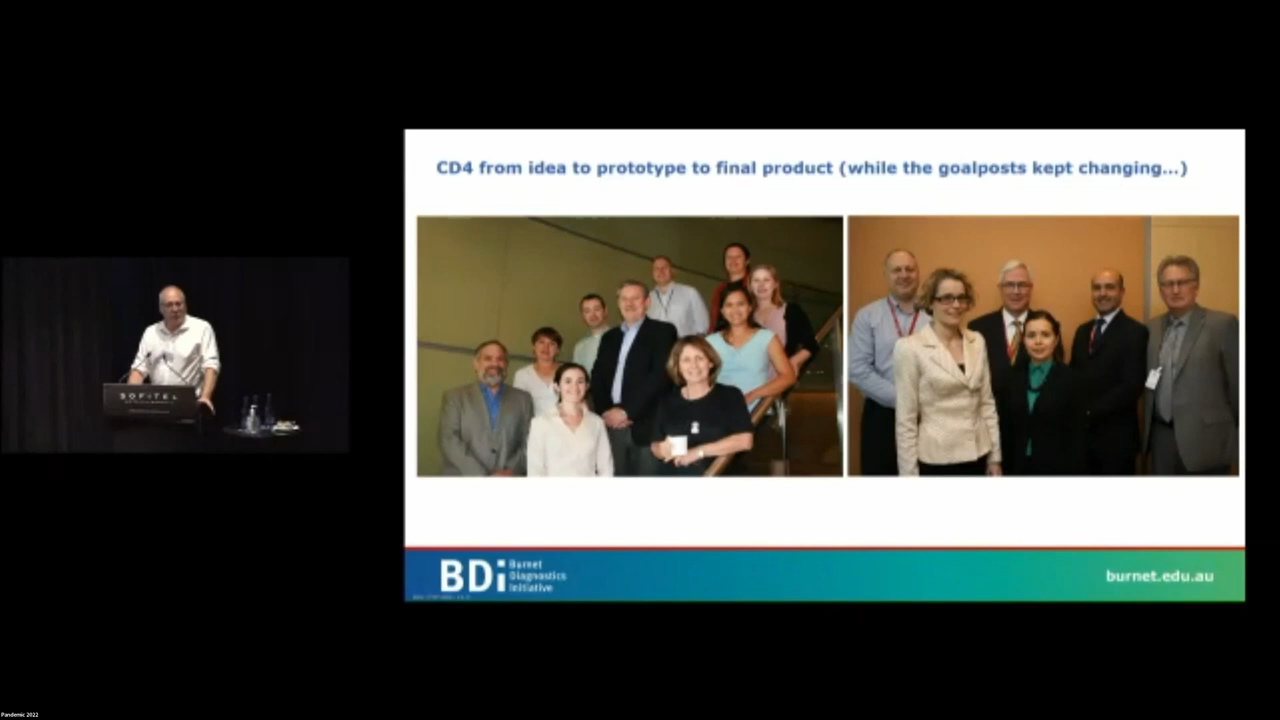 CD4 from idea to prototype to final product (while the goalposts kept changing...)
SOFITEL
BDi Burnet
Diagnostics
Initiative
burnet.edu.au
Pandemic 2022